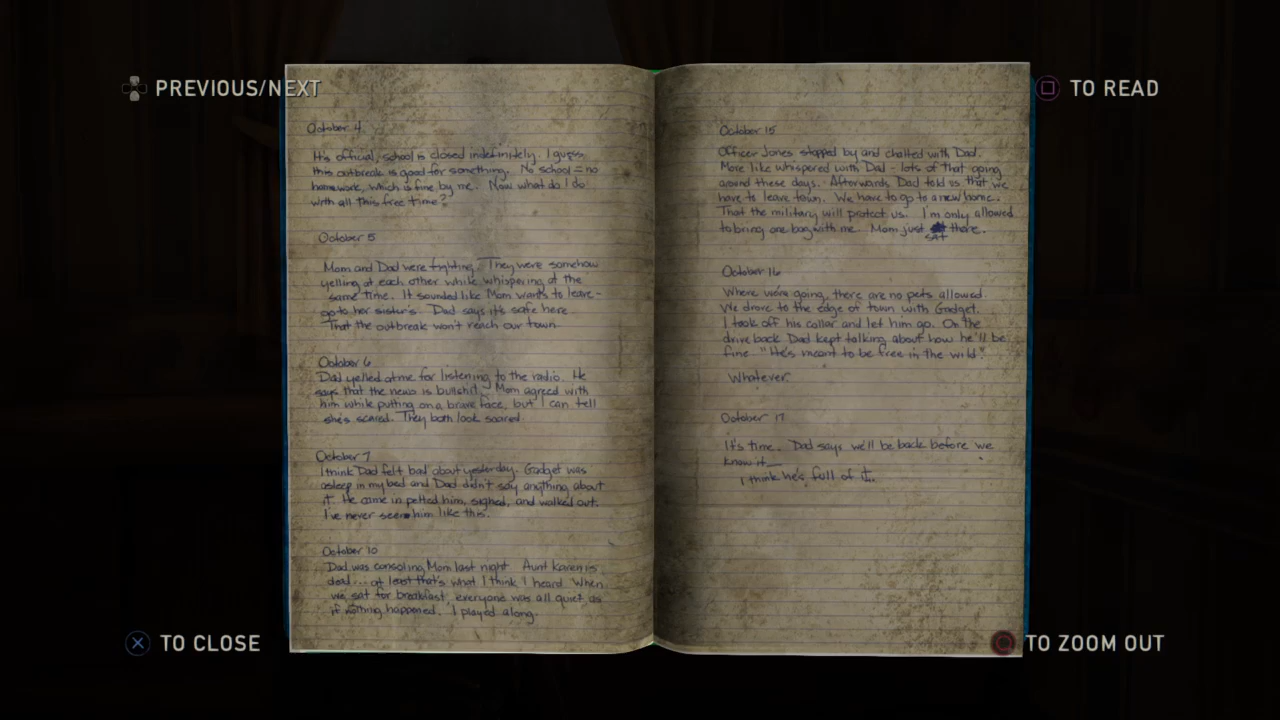 PREVIOUS/NEXT
TO READ
October 4
It's official, school is closed indefinitely. I guess
this outbreak is good for something. No school = no
homework, which is fine by me. Now what do I do
with all this free time?
October 5
Mom and Dad were fighting. They were somehow
yelling at each other while whispering at the
same time. It sounded like Mom wants to leave -
go to her sister's. Dad says it's safe here.
That the outbreak won't reach our town.
October 6
Dad yelled at me for listening to the radio. He
says that the news is bullshit. Mom agreed with
him while putting on a brave face, but I can tell
she's scared. They both look scared.
October 7
I think Dad felt bad about yesterday. Gadget was
asleep in my bed and Dad didn't say anything about
it. He came in petted him, sighed, and walked out.
I've never seen him like this.
October 10
Dad was consoling Mom last night. Aunt Karen is
dead... at least that's what I think I heard. When
we sat for breakfast, everyone was all quiet as
if nothing happened. I played along.
October 15
Officer Jones stopped by and chatted with Dad.
More like whispered with Dad - lots of that going
around these days. Afterwards Dad told us that we
have to leave town. We have to go to a new home.
That the military will protect us. I'm only allowed
to bring one bag with me. Mom just there.
sat
October 16
Where we're going, there are no pets allowed.
We drove to the edge of town with Gadget.
I took off his collar and let him go. On the
drive back Dad kept talking about how he'll be
fine. "He's meant to be free in the wild".
Whatever.
October 17
It's time. Dad says we'll be back before we
know it
I think he's full of it.
TO CLOSE
TO ZOOM OUT